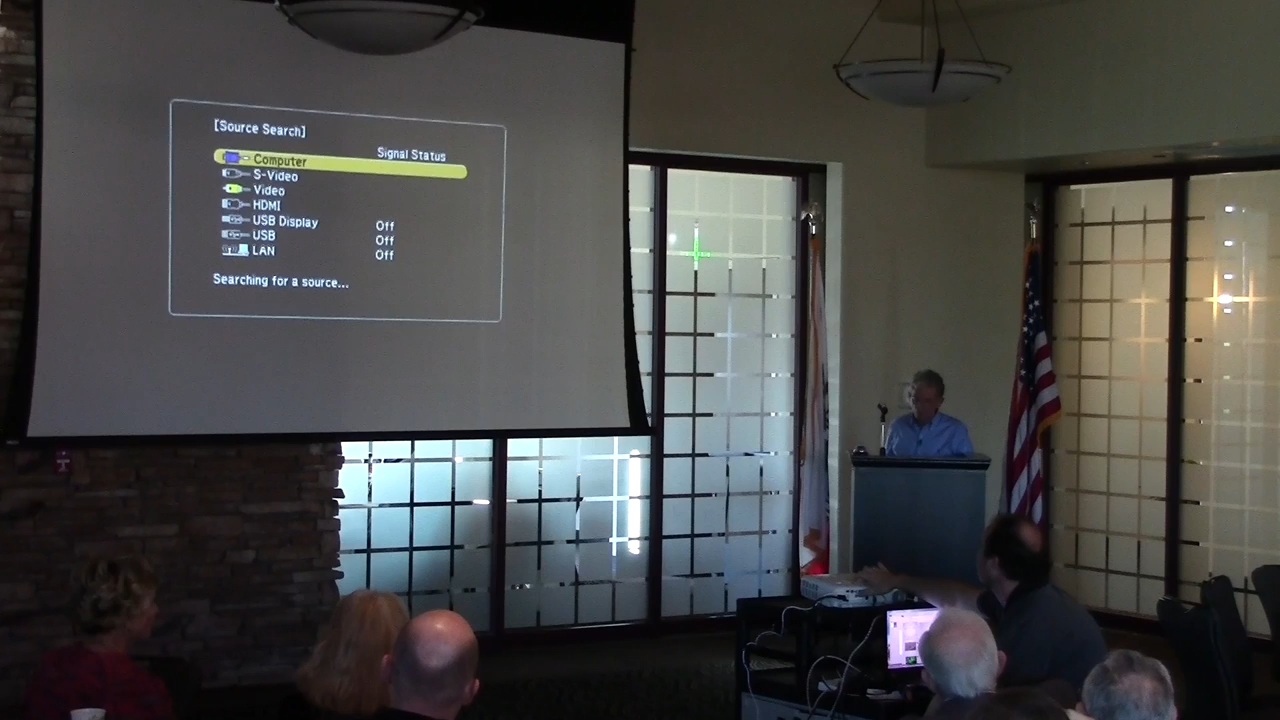 [Source Search]
Signal Status
Computer
S-Video
Video
HDMI
USB Display Off
USB Off
LAN Off
Searching for a source...